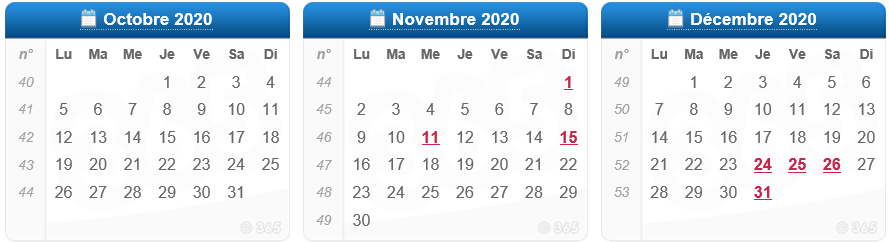 Octobre 2020
n° Lu Ma Me Je Ve Sa Di
40 1 2 3 4
41 5 6 7 8 9 10 11
42 12 13 14 15 16 17 18
43 19 20 21 22 23 24 25
44 26 27 28 29 30 31
© 365
Novembre 2020
n° Lu Ma Me Je Ve Sa Di
44 1
45 2 3 4 5 6 7 8
46 9 10 11 12 13 14 15
47 16 17 18 19 20 21 22
48 23 24 25 26 27 28 29
49 30
© 365
Décembre 2020
n° Lu Ma Me Je Ve Sa Di
49 1 2 3 4 5 6
50 7 8 9 10 11 12 13
51 14 15 16 17 18 19 20
52 21 22 23 24 25 26 27
53 28 29 30 31
© 365